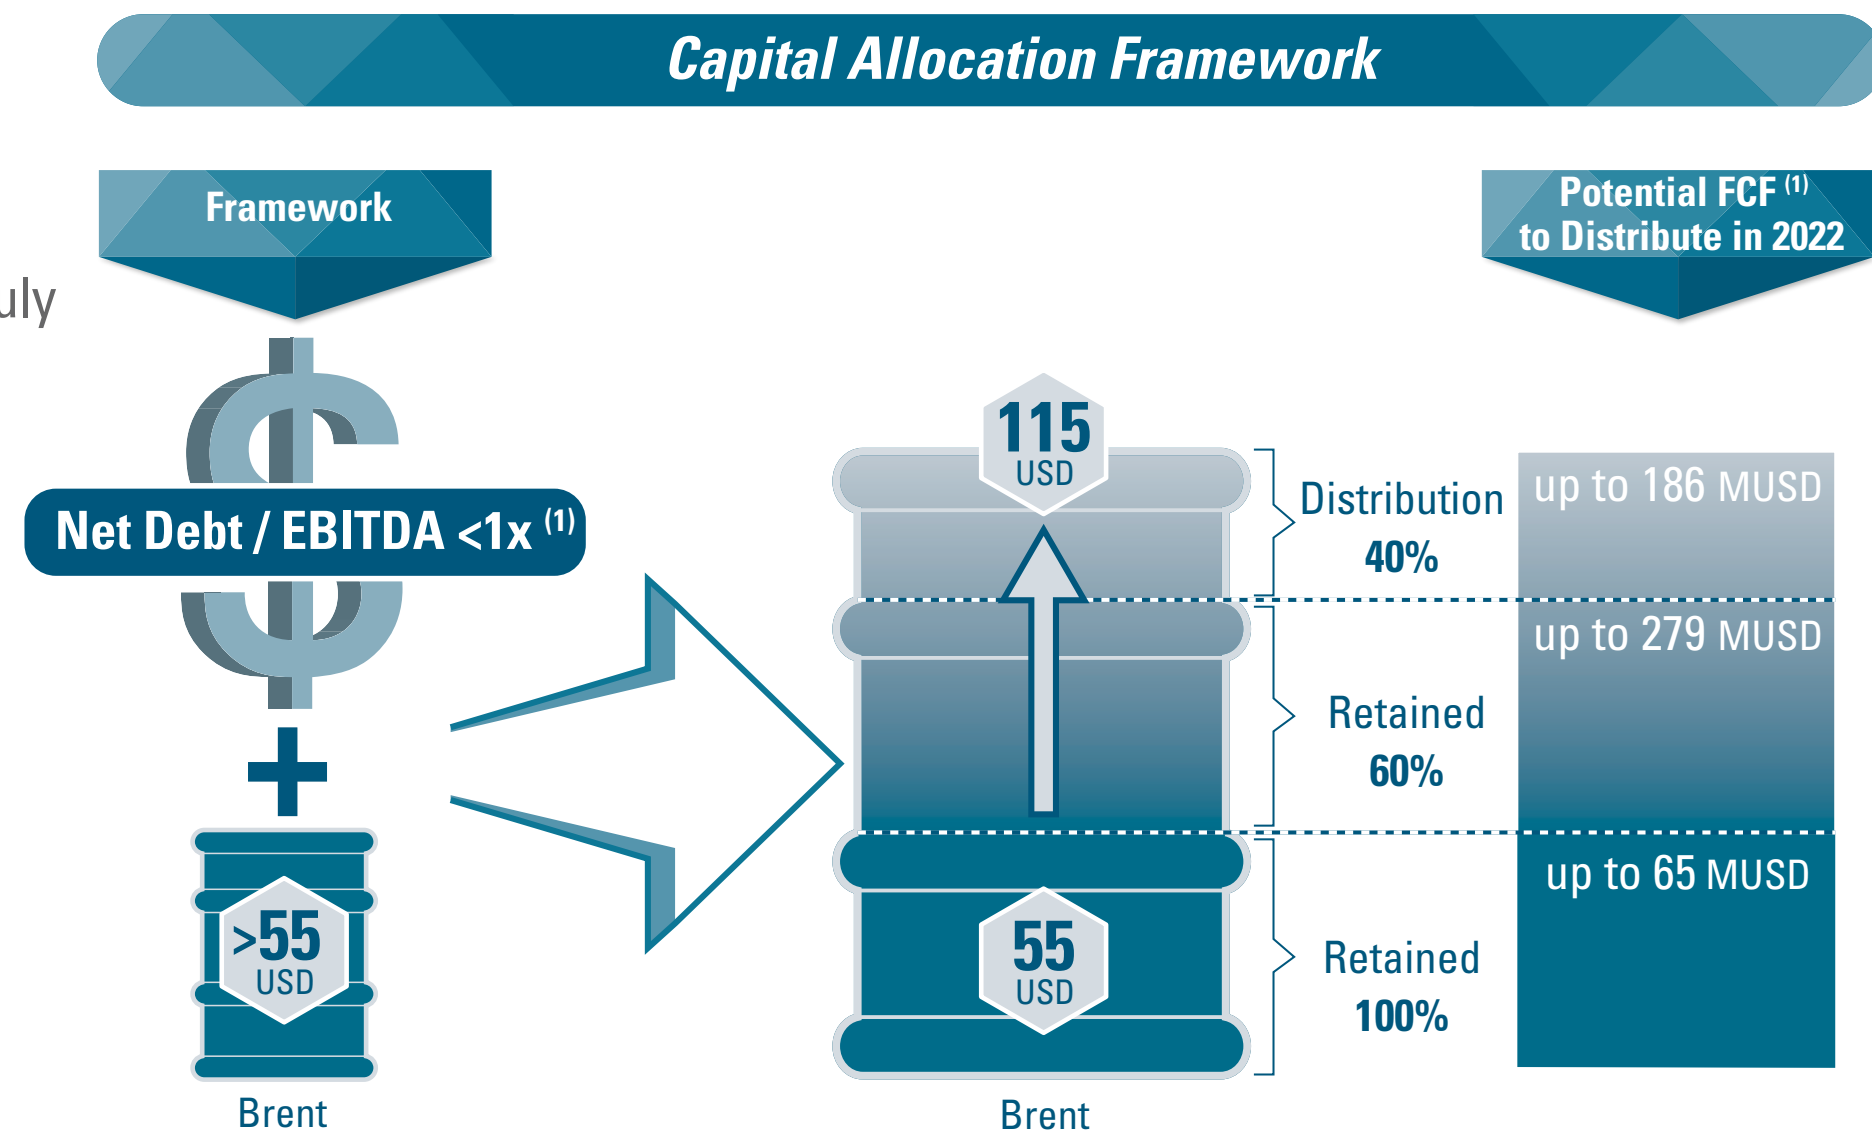 Capital Allocation Framework
Framework
Potential FCF (1)
to Distribute in 2022
uly
$
Net Debt / EBITDA <1x (1)
+
>55
USD
Brent
115
USD
55
USD
Brent
Distribution
40%
Retained
60%
Retained
100%
up to 186 MUSD
up to 279 MUSD
up to 65 MUSD